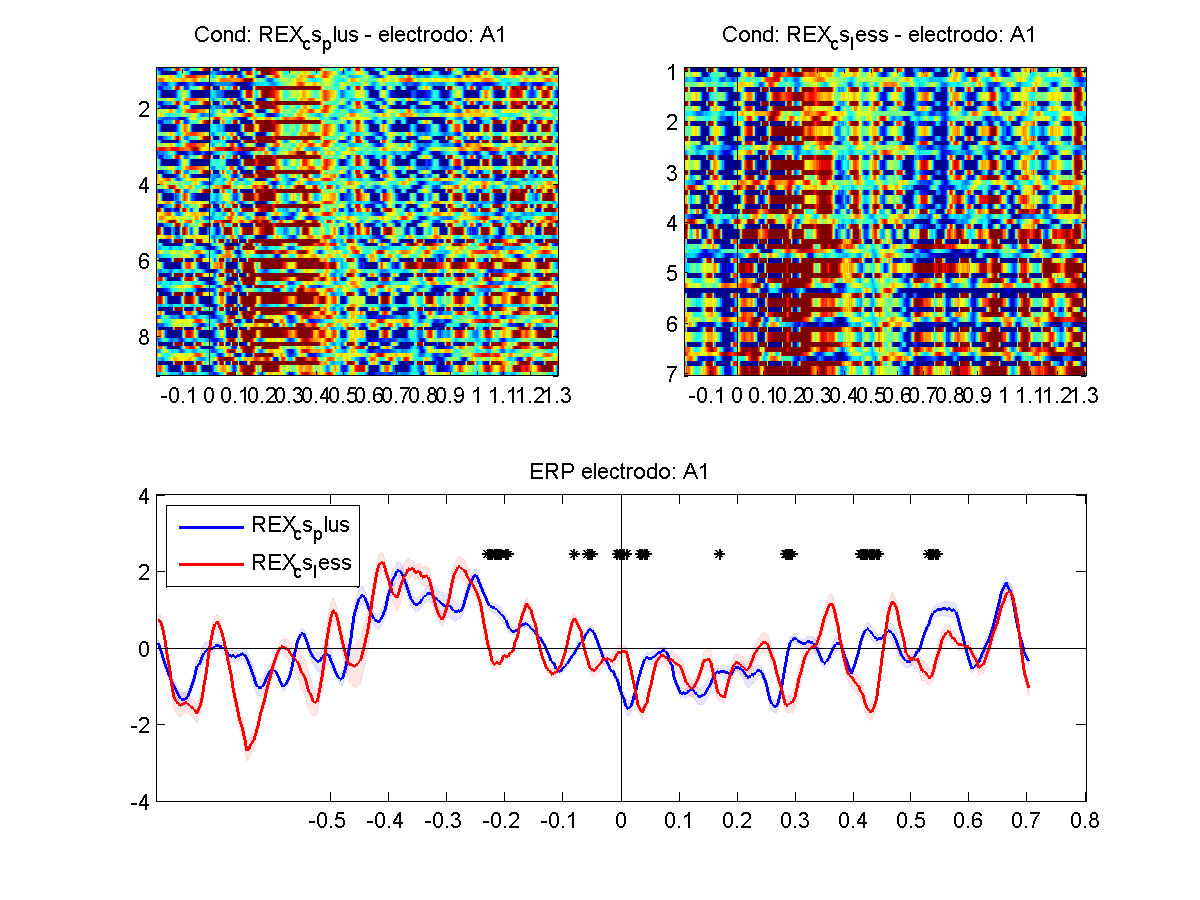 Cond: REXcsplus - electrodo: A1
Cond: REXcsless - electrodo: A1
2
4
6
8
-0.1 0 0.1 0.2 0.3 0.4 0.5 0.6 0.7 0.8 0.9 1 1.1 1.2 1.3
1
2
3
4
5
6
7
-0.1 0 0.1 0.2 0.3 0.4 0.5 0.6 0.7 0.8 0.9 1 1.1 1.2 1.3
ERP electrodo: A1
REXcsplus
REXcsless
4
2
0
-2
-4
-0.5 -0.4 -0.3 -0.2 -0.1 0 0.1 0.2 0.3 0.4 0.5 0.6 0.7 0.8